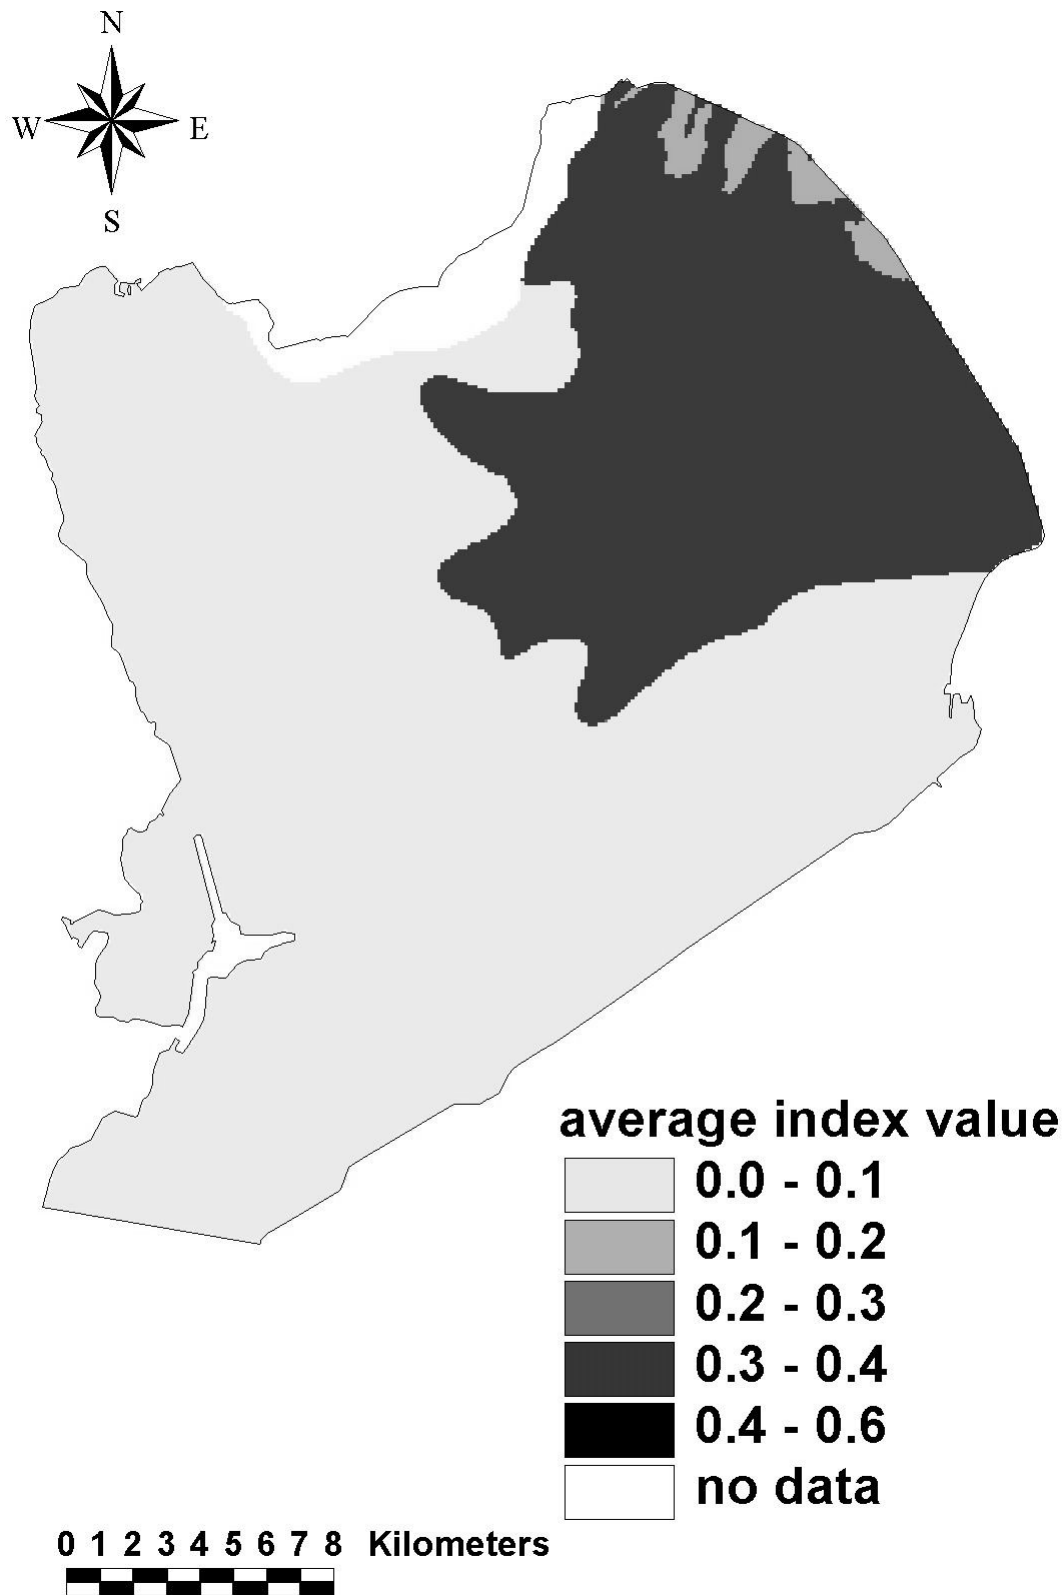 N
W E
S
average index value
0.0 - 0.1
0.1 - 0.2
0.2 - 0.3
0.3 - 0.4
0.4 - 0.6
no data
0 1 2 3 4 5 6 7 8 Kilometers